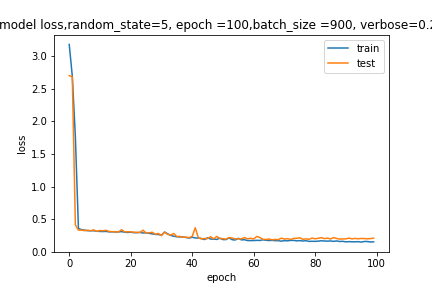 model loss,random_state=5, epoch =100,batch_size =900, verbose=0.2
train
test
3.0
2.5
2.0
1.5
1.0
0.5
0.0
loss
0 20 40 60 80 100
epoch